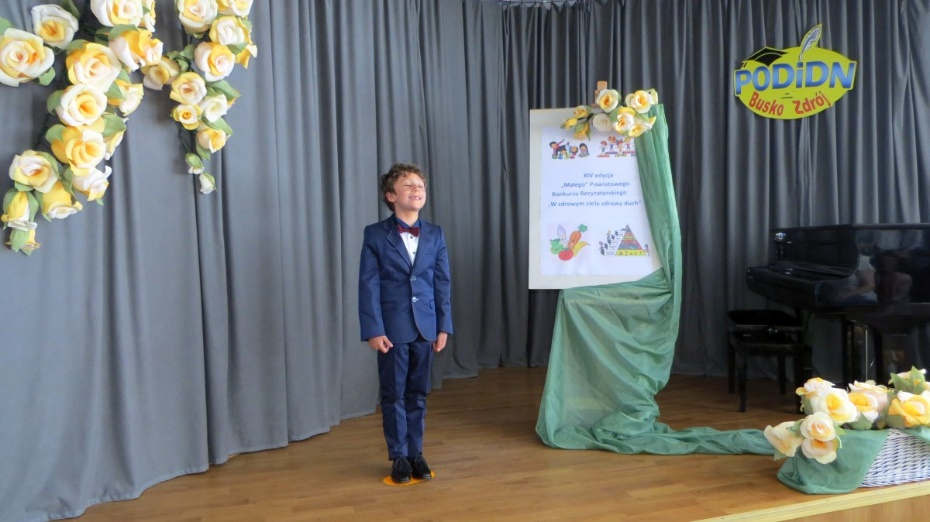 XIV edycja
„Małego” Powiatowego
Konkursu Recytatorskiego
„W zdrowym ciele zdrowy duch”
PODiDN
Busko - Zdrój